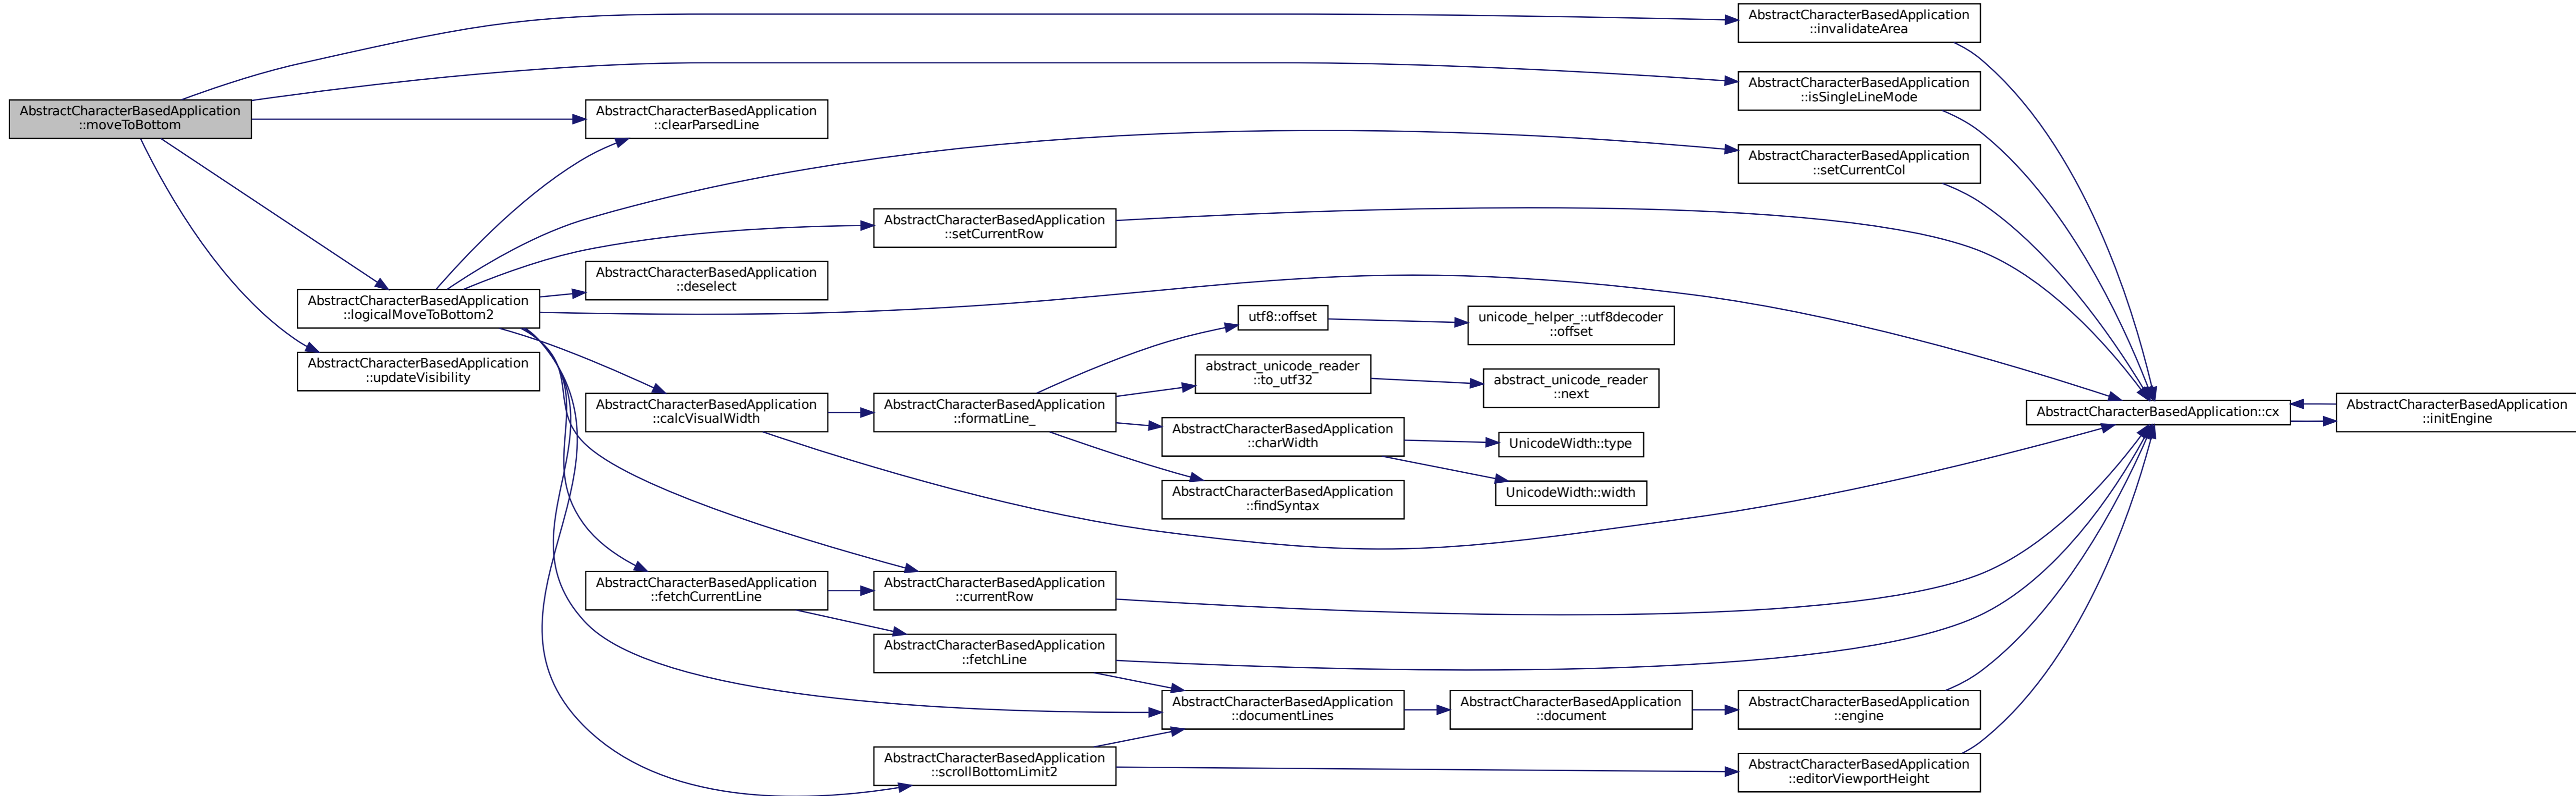 AbstractCharacterBasedApplication
::moveToBottom
AbstractCharacterBasedApplication
::logicalMoveToBottom2
AbstractCharacterBasedApplication
::updateVisibility
AbstractCharacterBasedApplication
::clearParsedLine
AbstractCharacterBasedApplication
::deselect
AbstractCharacterBasedApplication
::calcVisualWidth
AbstractCharacterBasedApplication
::fetchCurrentLine
AbstractCharacterBasedApplication
::setCurrentRow
AbstractCharacterBasedApplication
::formatLine_
AbstractCharacterBasedApplication
::currentRow
AbstractCharacterBasedApplication
::fetchLine
AbstractCharacterBasedApplication
::scrollBottomLimit2
utf8::offset
abstract_unicode_reader
::to_utf32
AbstractCharacterBasedApplication
::charWidth
AbstractCharacterBasedApplication
::findSyntax
AbstractCharacterBasedApplication
::documentLines
unicode_helper_::utf8decoder
::offset
abstract_unicode_reader
::next
UnicodeWidth::type
UnicodeWidth::width
AbstractCharacterBasedApplication
::document
AbstractCharacterBasedApplication
::invalidateArea
AbstractCharacterBasedApplication
::isSingleLineMode
AbstractCharacterBasedApplication
::setCurrentCol
AbstractCharacterBasedApplication
::engine
AbstractCharacterBasedApplication
::editorViewportHeight
AbstractCharacterBasedApplication::cx
AbstractCharacterBasedApplication
::initEngine